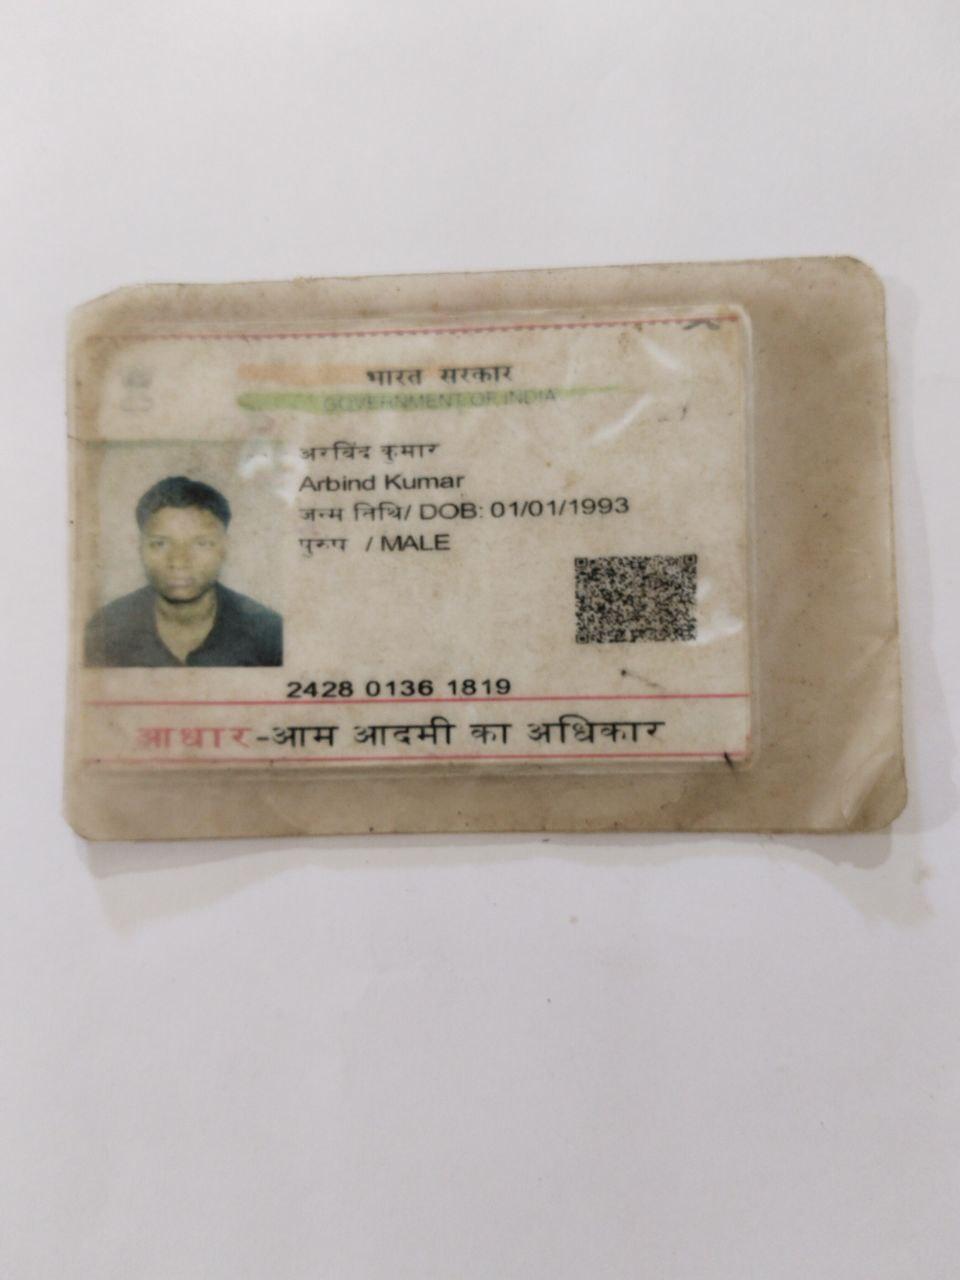 भारत सरकार
GOVERNMENT OF INDIA
अरविंद कुमार
Arbind Kumar
जन्म तिथि/ DOB: 01/01/1993
पुरुष / MALE
2428 0136 1819
आधार-आम आदमी का अधिकार